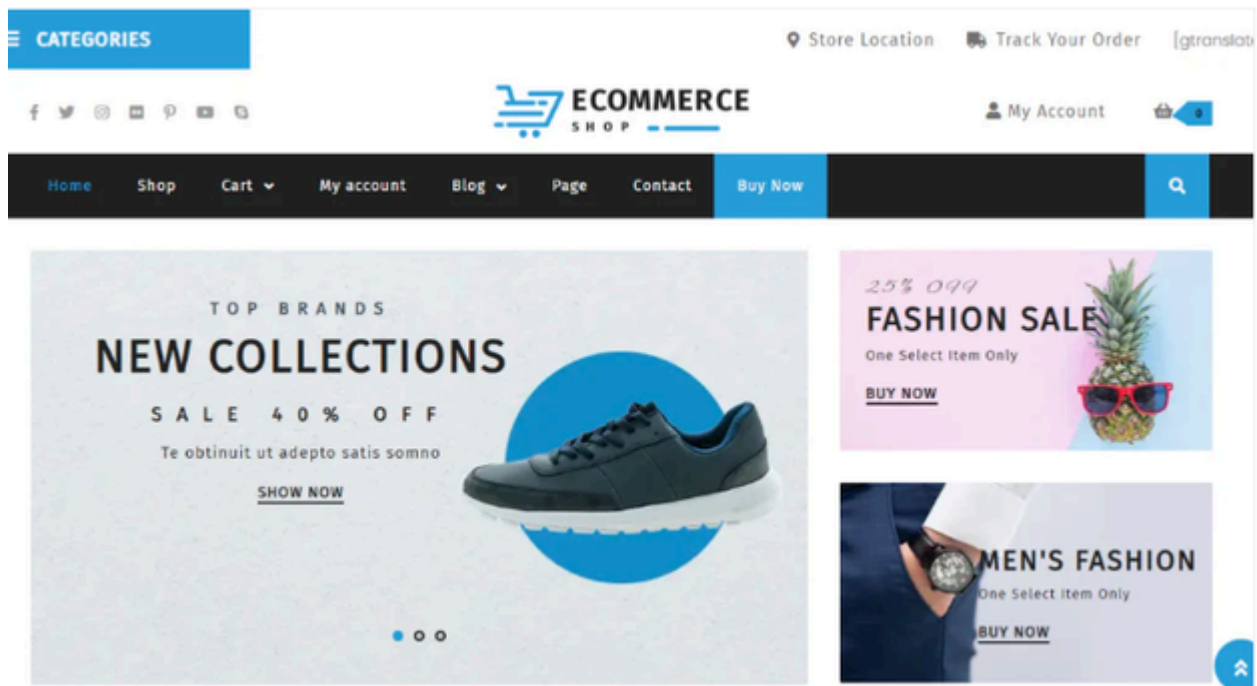 CATEGORIES
Store Location
Track Your Order
[gtranslat
ECOMMERCE
SHOP
My Account
0
Home
Shop
Cart
My account
Blog
Page
Contact
Buy Now
TOP BRANDS
NEW COLLECTIONS
SALE 40% OFF
Te obtinuit ut adepto satis somno
SHOW NOW
25% OFF
FASHION SALE
One Select Item Only
BUY NOW
MEN'S FASHION
One Select Item Only
BUY NOW